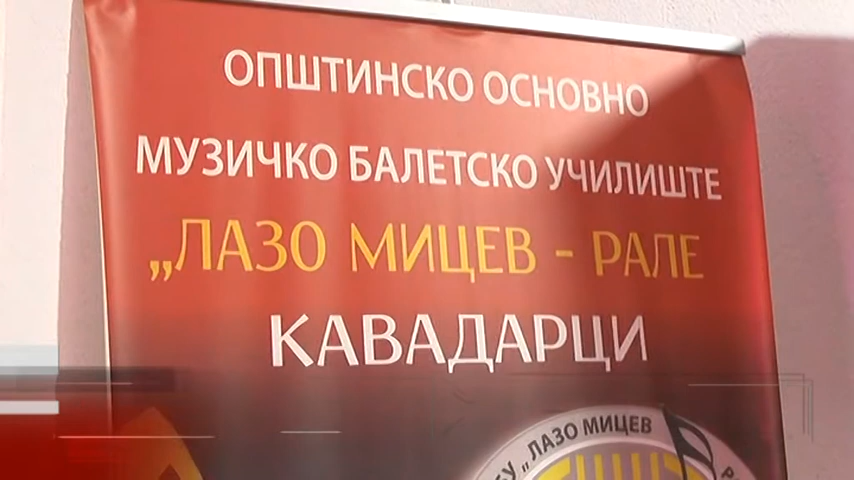 ОПШТИНСКО ОСНОВНО
МУЗИЧКО БАЛЕТСКО УЧИЛИШТЕ
„ЛАЗО МИЦЕВ - РАЛЕ
КАВАДАРЦИ
„ЛАЗО МИЦЕВ